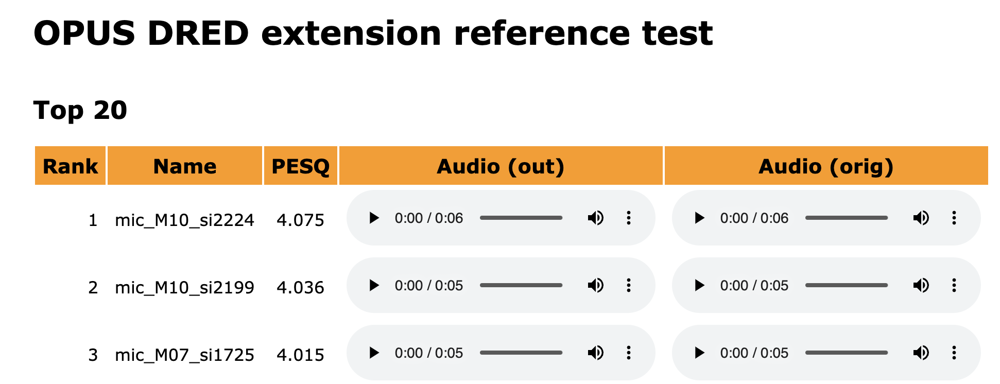 OPUS DRED extension reference test
Top 20
Rank Name PESQ Audio (out) Audio (orig)
1 mic_M10_si2224 4.075 0:00 / 0:06 0:00 / 0:06
2 mic_M10_si2199 4.036 0:00 / 0:05 0:00 / 0:05
3 mic_M07_si1725 4.015 0:00 / 0:05 0:00 / 0:05